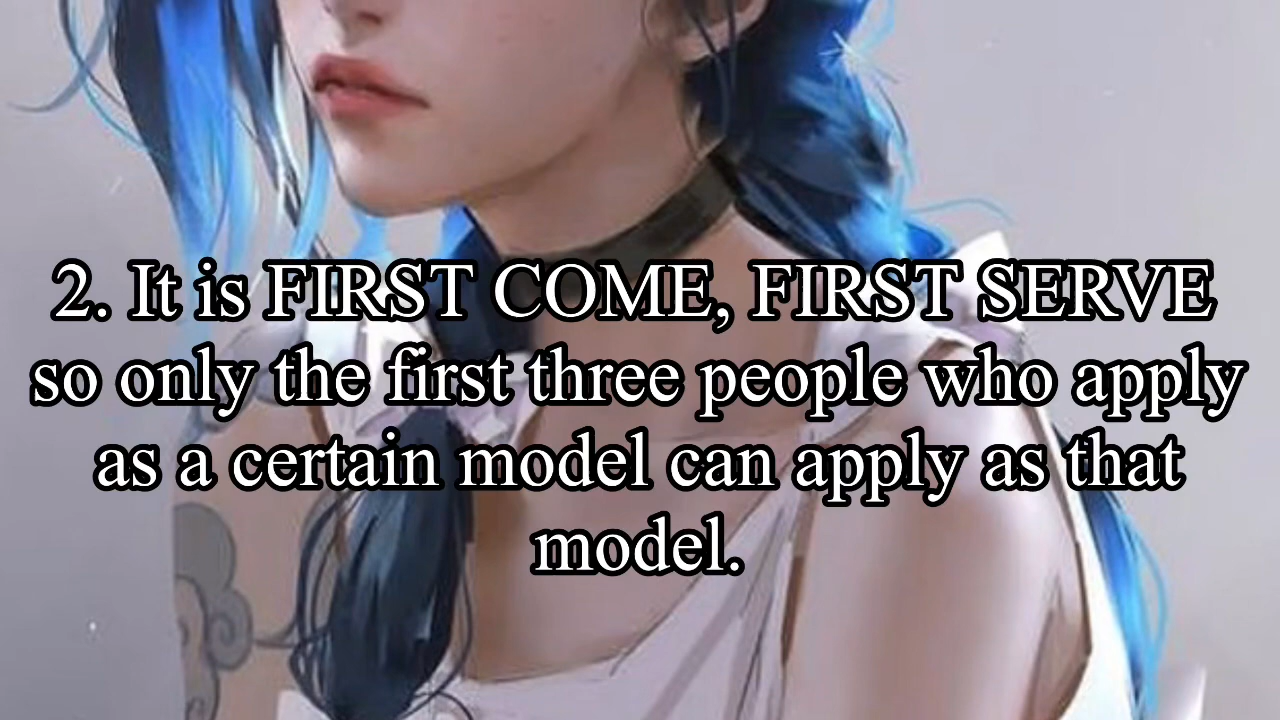 2. It is FIRST COME, FIRST SERVE
so only the first three people who apply
as a certain model can apply as that
model.